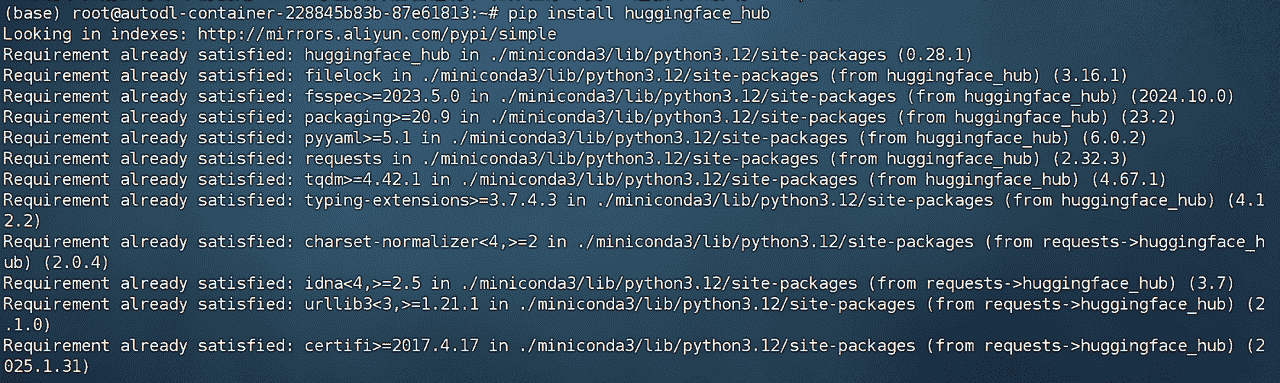 (base) root@autodl-container-228845b83b-87e61813:~# pip install huggingface_hub
Looking in indexes: http://mirrors.aliyun.com/pypi/simple
Requirement already satisfied: huggingface_hub in ./miniconda3/lib/python3.12/site-packages (0.28.1)
Requirement already satisfied: filelock in ./miniconda3/lib/python3.12/site-packages (from huggingface_hub) (3.16.1)
Requirement already satisfied: fsspec>=2023.5.0 in ./miniconda3/lib/python3.12/site-packages (from huggingface_hub) (2024.10.0)
Requirement already satisfied: packaging>=20.9 in ./miniconda3/lib/python3.12/site-packages (from huggingface_hub) (23.2)
Requirement already satisfied: pyyaml>=5.1 in ./miniconda3/lib/python3.12/site-packages (from huggingface_hub) (6.0.2)
Requirement already satisfied: requests in ./miniconda3/lib/python3.12/site-packages (from huggingface_hub) (2.32.3)
Requirement already satisfied: tqdm>=4.42.1 in ./miniconda3/lib/python3.12/site-packages (from huggingface_hub) (4.67.1)
Requirement already satisfied: typing-extensions>=3.7.4.3 in ./miniconda3/lib/python3.12/site-packages (from huggingface_hub) (4.1
2.2)
Requirement already satisfied: charset-normalizer<4,>=2 in ./miniconda3/lib/python3.12/site-packages (from requests->huggingface_h
ub) (2.0.4)
Requirement already satisfied: idna<4,>=2.5 in ./miniconda3/lib/python3.12/site-packages (from requests->huggingface_hub) (3.7)
Requirement already satisfied: urllib3<3,>=1.21.1 in ./miniconda3/lib/python3.12/site-packages (from requests->huggingface_hub) (2
.1.0)
Requirement already satisfied: certifi>=2017.4.17 in ./miniconda3/lib/python3.12/site-packages (from requests->huggingface_hub) (2
025.1.31)